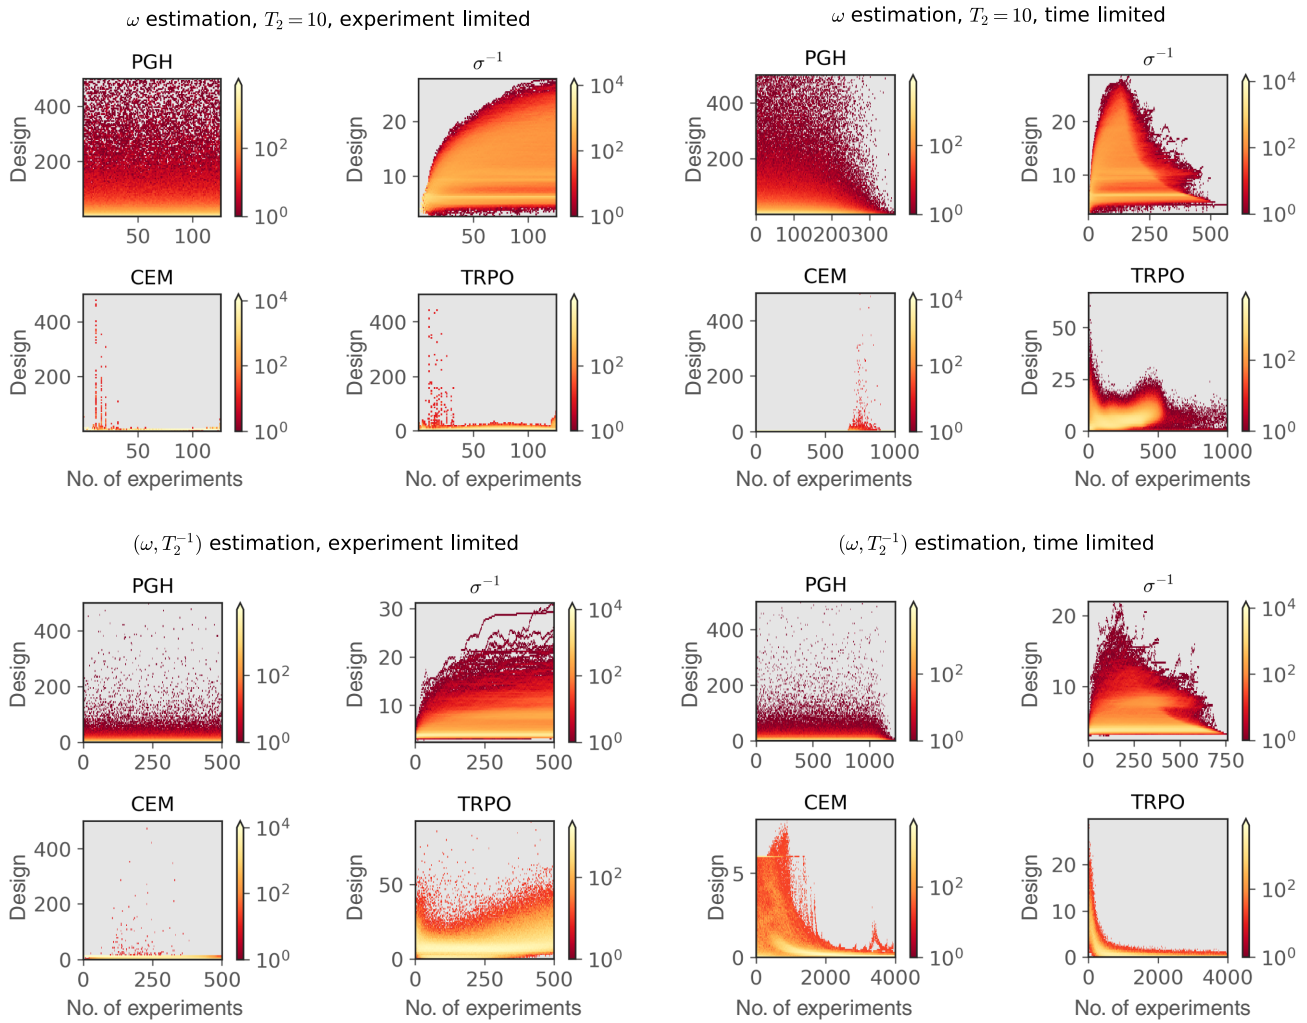 ω estimation, T₂ = 10, experiment limited
PGH
σ⁻¹
Design
400
200
50 100
10⁰ 10²
Design
20
10
50 100
10⁰ 10² 10⁴
CEM
TRPO
Design
400
200
0
50 100
10⁰ 10² 10⁴
Design
400
200
0
50 100
10⁰ 10²
No. of experiments
No. of experiments
ω estimation, T₂ = 10, time limited
PGH
σ⁻¹
Design
400
200
0 100 200 300
10⁰ 10²
Design
20
10
0 250 500
10⁰ 10² 10⁴
CEM
TRPO
Design
400
200
0
0 500 1000
10⁰ 10² 10⁴
Design
50
25
0
0 500 1000
10⁰ 10²
No. of experiments
No. of experiments
(ω, T₂⁻¹) estimation, experiment limited
PGH
σ⁻¹
Design
400
200
0
0 250 500
10⁰ 10²
Design
30
20
10
0 250 500
10⁰ 10² 10⁴
CEM
TRPO
Design
400
200
0
0 250 500
10⁰ 10² 10⁴
Design
50
0
0 250 500
10⁰ 10²
No. of experiments
No. of experiments
(ω, T₂⁻¹) estimation, time limited
PGH
σ⁻¹
Design
400
200
0
0 500 1000
10⁰ 10²
Design
20
10
0 250 500 750
10⁰ 10² 10⁴
CEM
TRPO
Design
5
0
0 2000 4000
10⁰ 10²
Design
20
10
0
0 2000 4000
10⁰ 10²
No. of experiments
No. of experiments